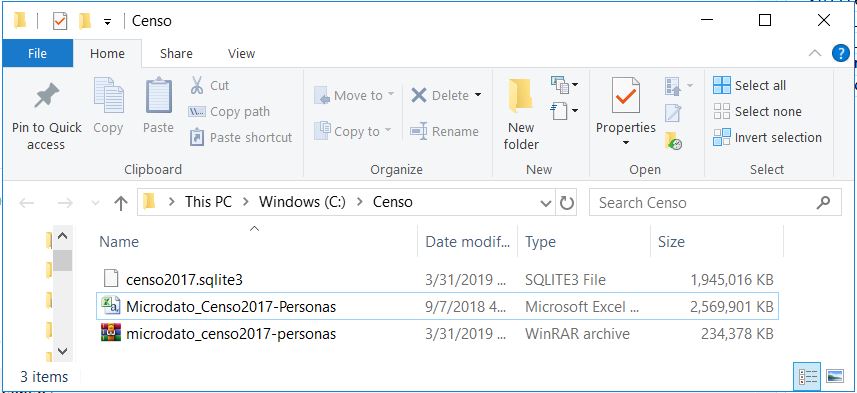 Censo
File Home Share View
Pin to Quick access
Copy
Paste
Cut
Copy path
Paste shortcut
Clipboard
Move to
Copy to
Delete
Rename
Organize
New folder
New
Properties
Open
Select all
Select none
Invert selection
Select
This PC Windows (C:) Censo
Search Censo
Name Date modif... Type Size
censo2017.sqlite3 3/31/2019 ... SQLITE3 File 1,945,016 KB
Microdato_Censo2017-Personas 9/7/2018 4... Microsoft Excel ... 2,569,901 KB
microdato_censo2017-personas 3/31/2019 ... WinRAR archive 234,378 KB
3 items